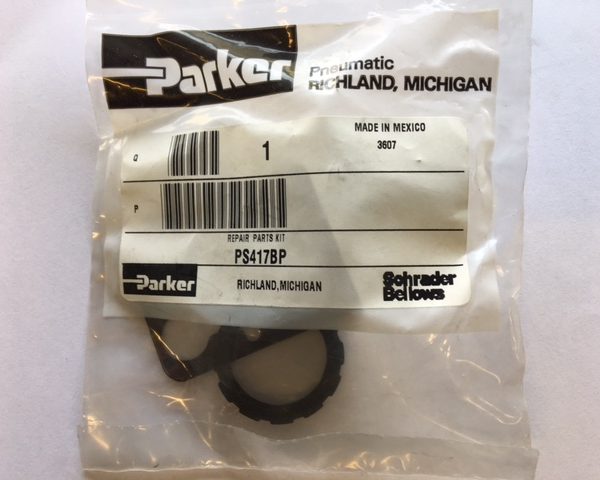 Parker
Pneumatic
RICHLAND, MICHIGAN
MADE IN MEXICO
Q 1 3607
P
REPAIR PARTS KIT
PS417BP
Parker RICHLAND, MICHIGAN Schrader
Bellows